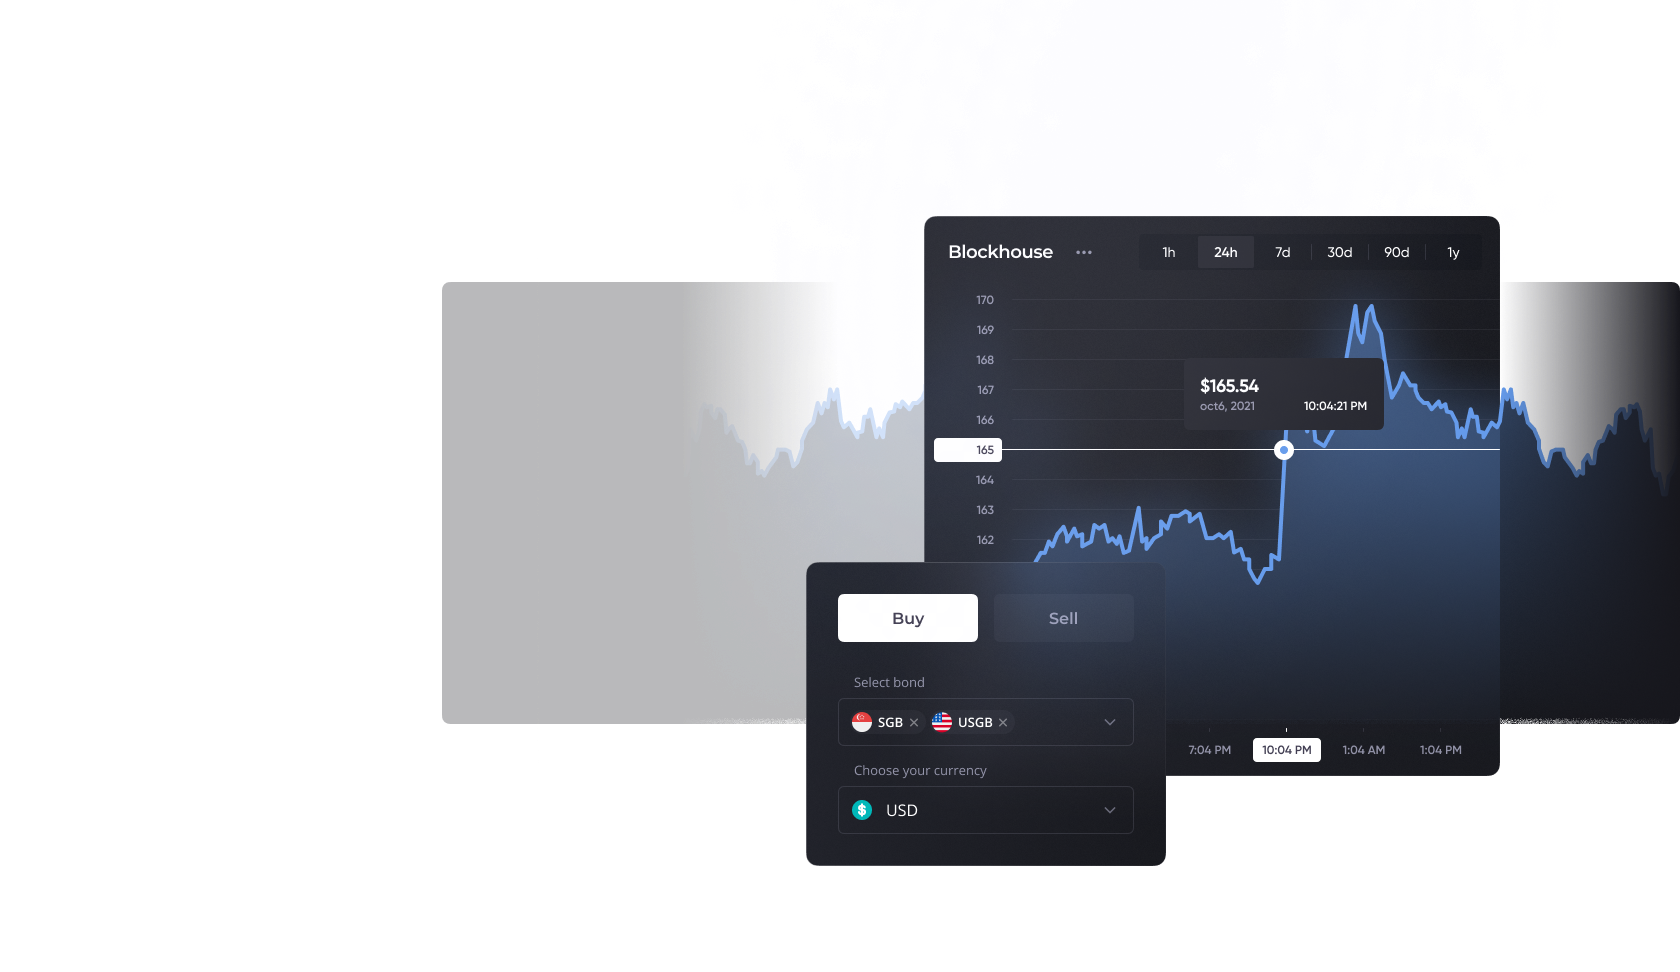 Blockhouse
1h 24h 7d 30d 90d 1y
170
169
168
167
166
165
164
163
162
$165.54
oct6, 2021 10:04:21 PM
7:04 PM 10:04 PM 1:04 AM 1:04 PM
Buy Sell
Select bond
SGB USGB
Choose your currency
$ USD